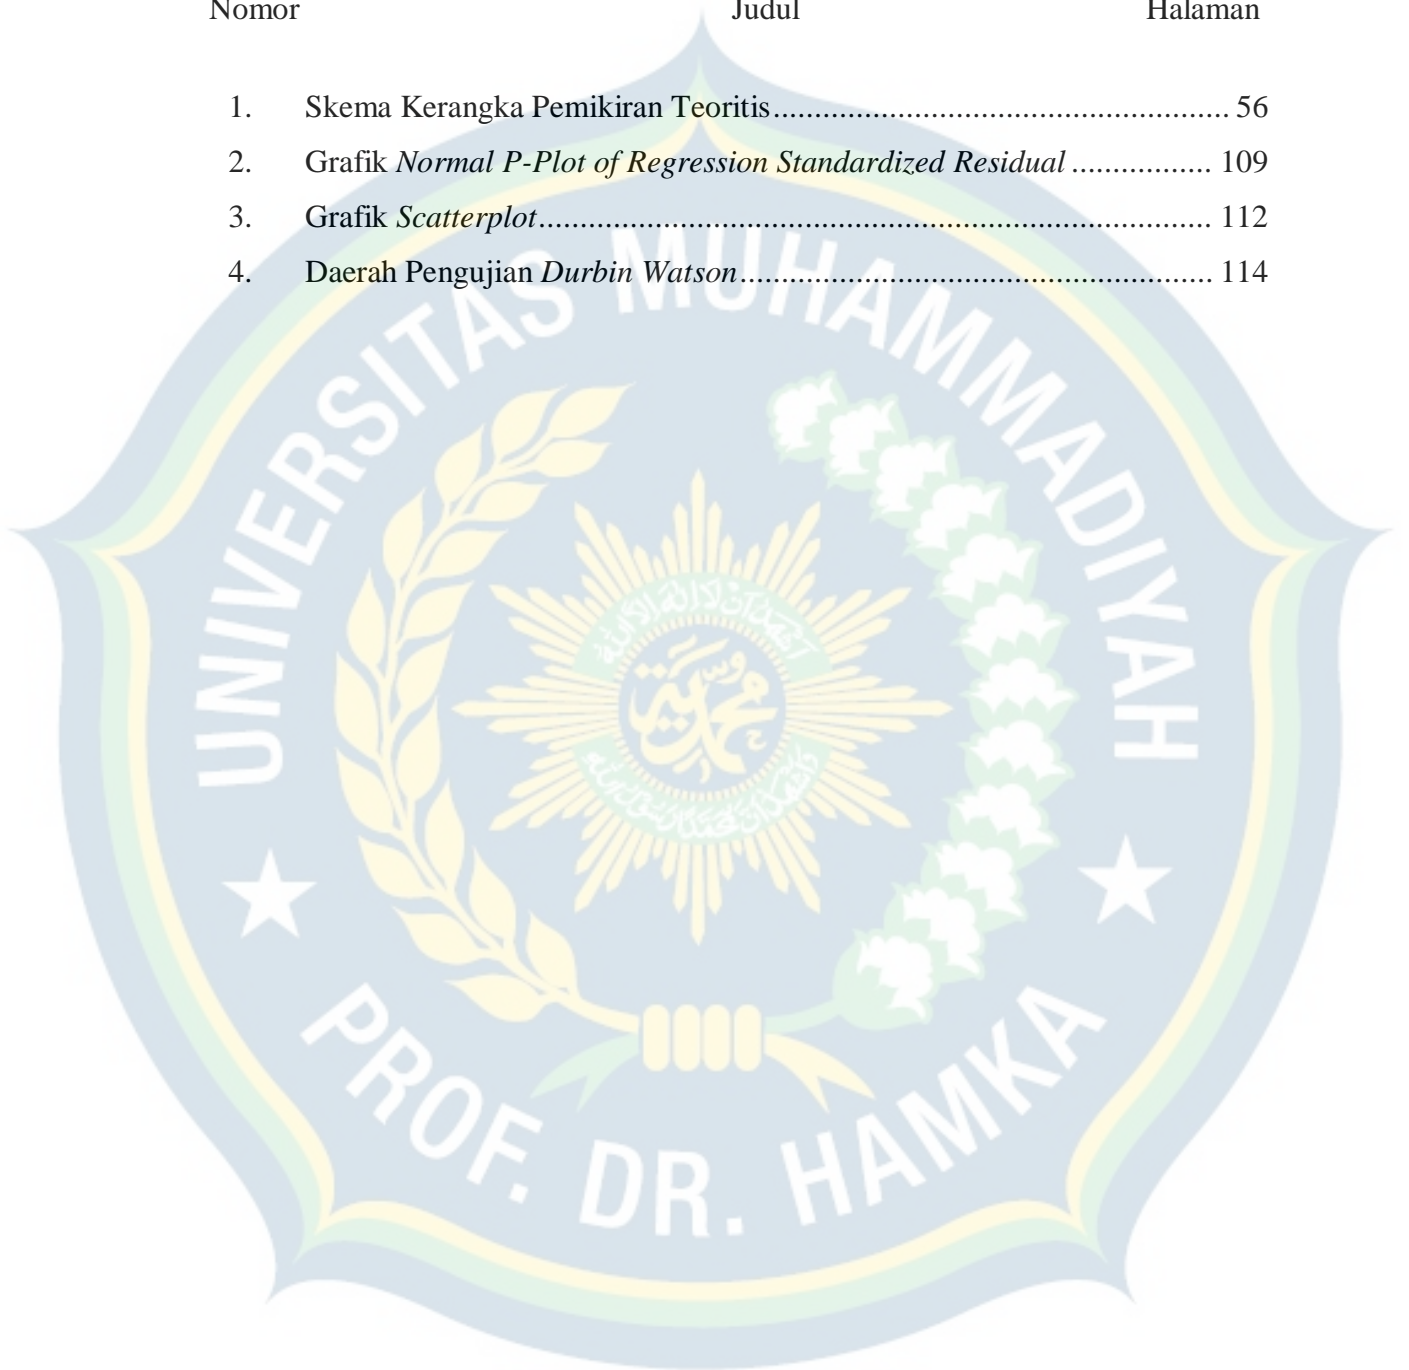 Nomor Judul Halaman
1. Skema Kerangka Pemikiran Teoritis....................................................... 56
2. Grafik Normal P-Plot of Regression Standardized Residual ................. 109
3. Grafik Scatterplot................................................................................. 112
4. Daerah Pengujian Durbin Watson......................................................... 114
UNIVERSITAS MUHAMMADIYAH
محمدية
PROF. DR. HAMKA